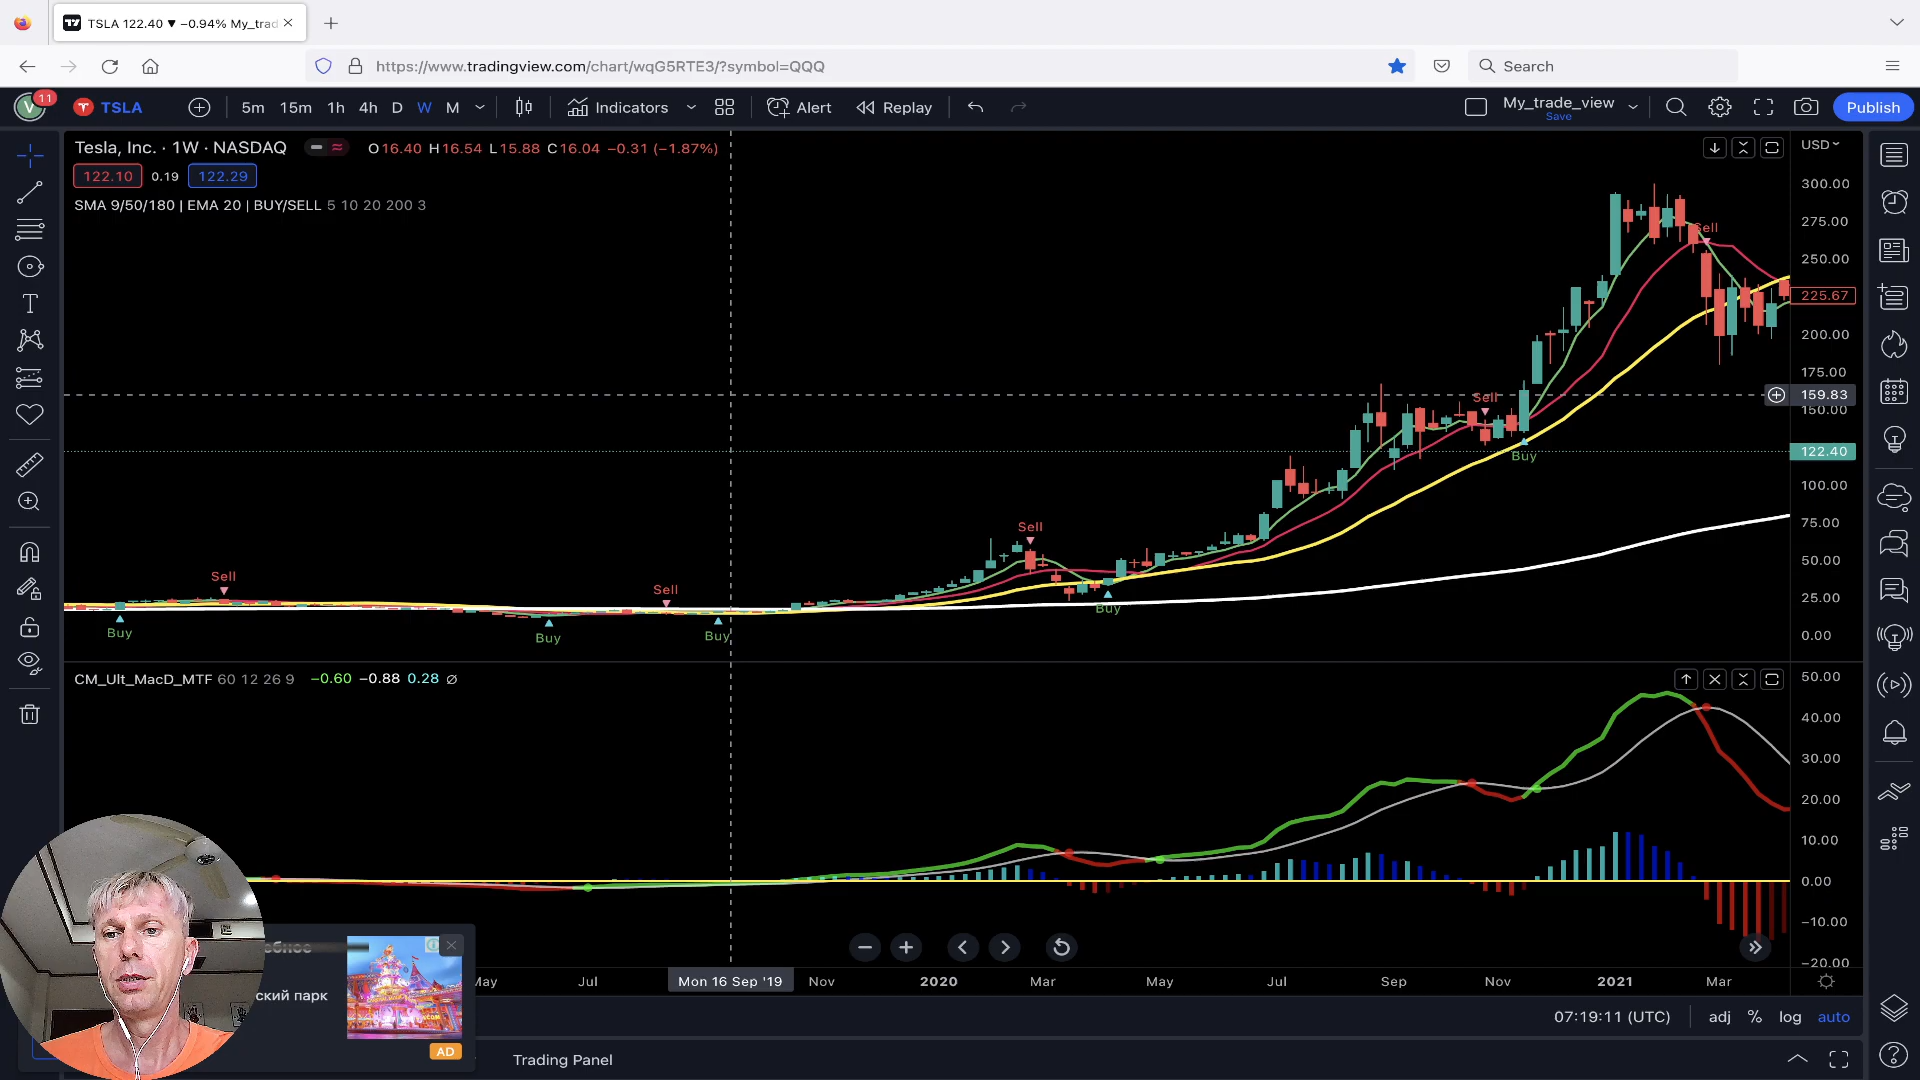 TSLA 122.40 ▼ −0.94% My_trad
https://www.tradingview.com/chart/wqG5RTE3/?symbol=QQQ
Search
V 11 TSLA 5m 15m 1h 4h D W M Indicators Alert Replay My_trade_view Save Publish
Tesla, Inc. · 1W · NASDAQ O16.40 H16.54 L15.88 C16.04 −0.31 (−1.87%)
USD
122.10 0.19 122.29
SMA 9/50/180 | EMA 20 | BUY/SELL 5 10 20 200 3
300.00
275.00
Sell
250.00
225.67
200.00
175.00
159.83
Sell
150.00
122.40
Buy
100.00
75.00
Sell
50.00
Sell
Sell
25.00
Buy
Buy
Buy
Buy
0.00
CM_Ult_MacD_MTF 60 12 26 9 −0.60 −0.88 0.28 ∅
50.00
40.00
30.00
20.00
10.00
0.00
−10.00
−20.00
May Jul Mon 16 Sep '19 Nov 2020 Mar May Jul Sep Nov 2021 Mar
ский парк
07:19:11 (UTC) adj % log auto
AD
Trading Panel